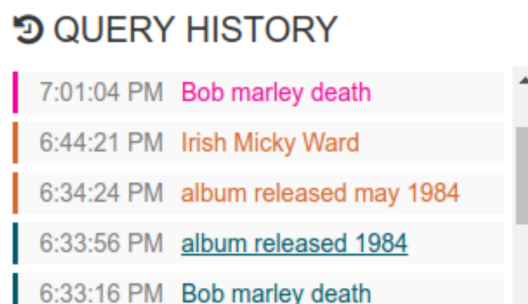 QUERY HISTORY
7:01:04 PM Bob marley death
6:44:21 PM Irish Micky Ward
6:34:24 PM album released may 1984
6:33:56 PM album released 1984
6:33:16 PM Bob marley death